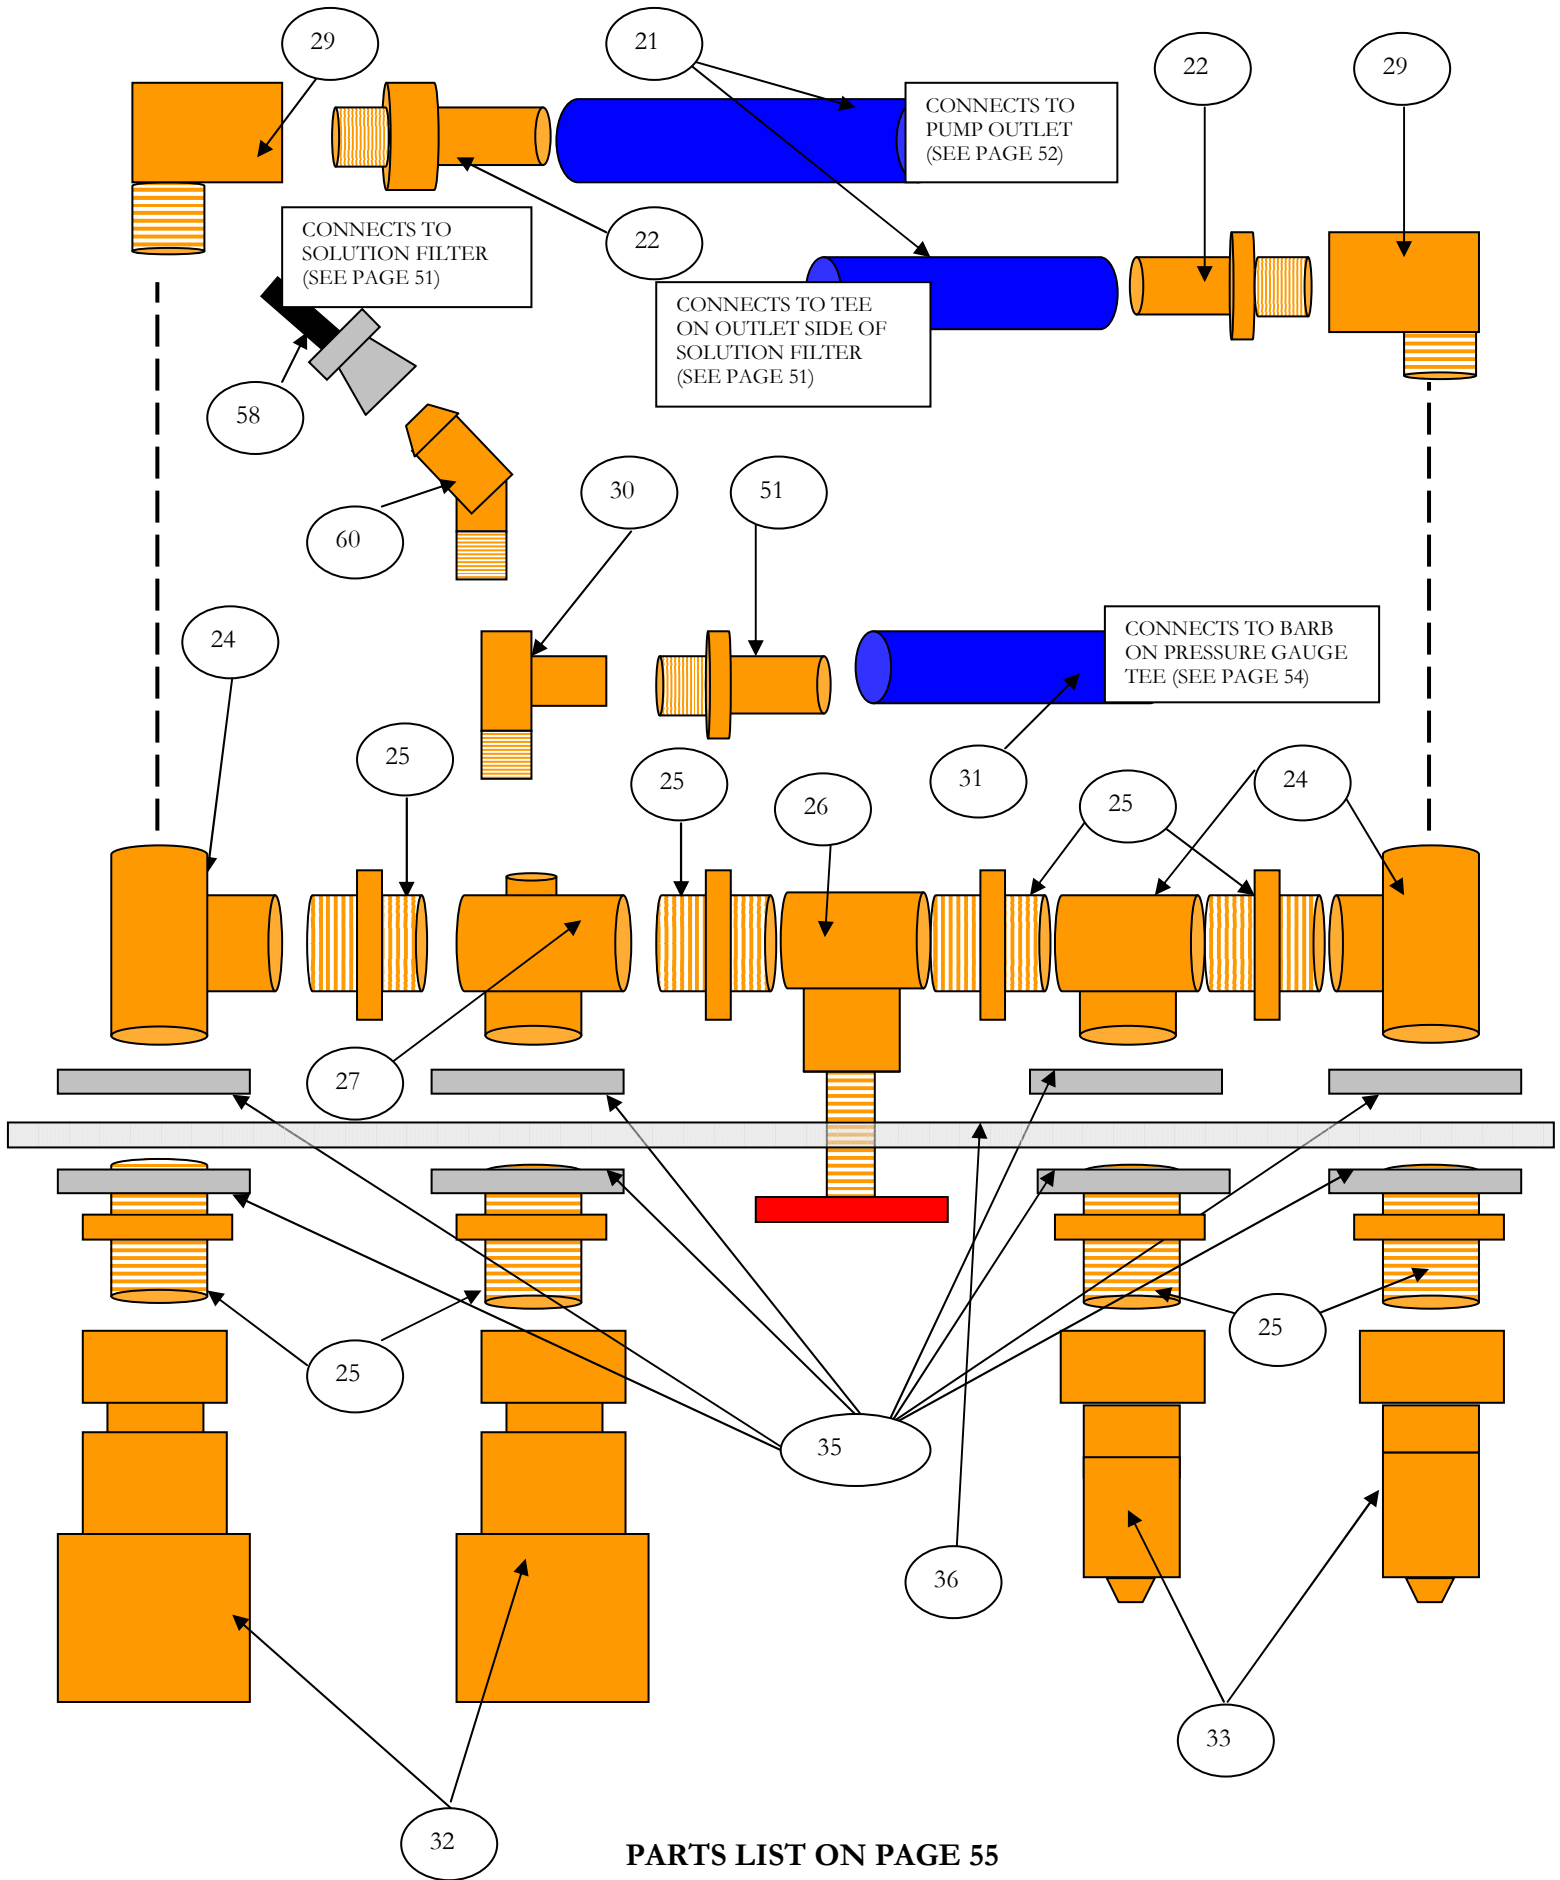 29
21
22
29
CONNECTS TO
PUMP OUTLET
(SEE PAGE 52)
CONNECTS TO
SOLUTION FILTER
(SEE PAGE 51)
22
CONNECTS TO TEE
ON OUTLET SIDE OF
SOLUTION FILTER
(SEE PAGE 51)
58
60
30
51
24
CONNECTS TO BARB
ON PRESSURE GAUGE
TEE (SEE PAGE 54)
25
25
26
31
25
24
27
25
25
35
36
33
32
PARTS LIST ON PAGE 55